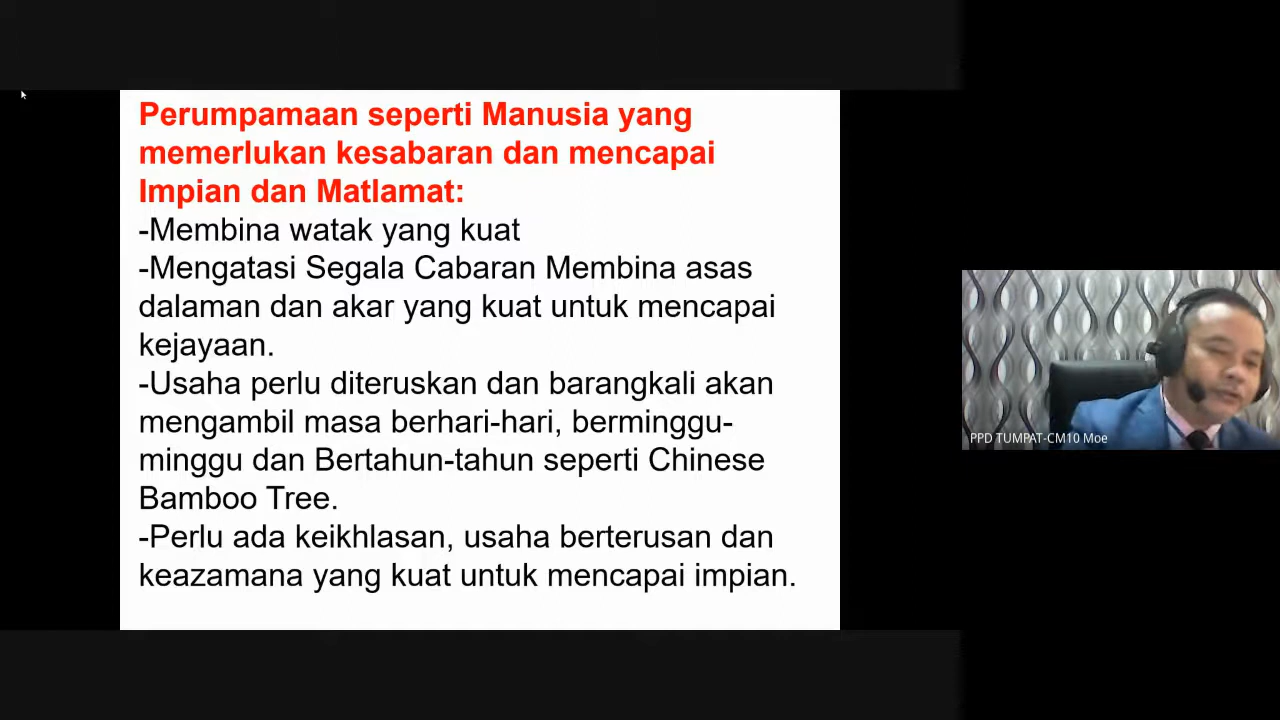 Perumpamaan seperti Manusia yang
memerlukan kesabaran dan mencapai
Impian dan Matlamat:
-Membina watak yang kuat
-Mengatasi Segala Cabaran Membina asas
dalaman dan akar yang kuat untuk mencapai
kejayaan.
-Usaha perlu diteruskan dan barangkali akan
mengambil masa berhari-hari, berminggu-
minggu dan Bertahun-tahun seperti Chinese
Bamboo Tree.
-Perlu ada keikhlasan, usaha berterusan dan
keazamana yang kuat untuk mencapai impian.
PPD TUMPAT-CM10 Moe